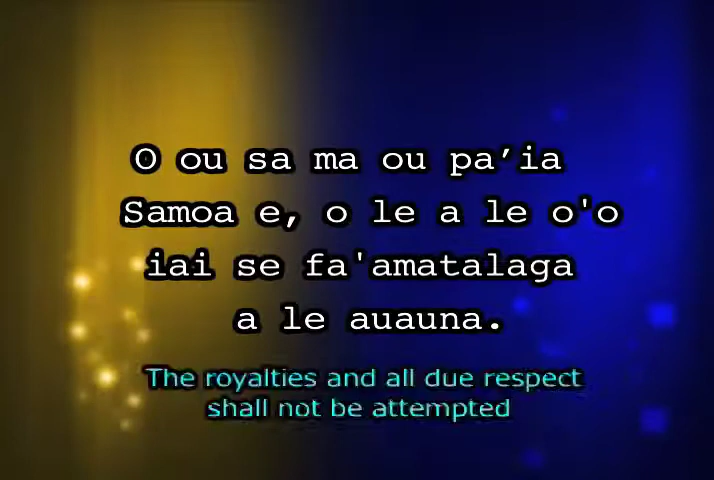 O ou sa ma ou pa’ia
Samoa e, o le a le o'o
iai se fa'amatalaga
a le auauna.
The royalties and all due respect
shall not be attempted